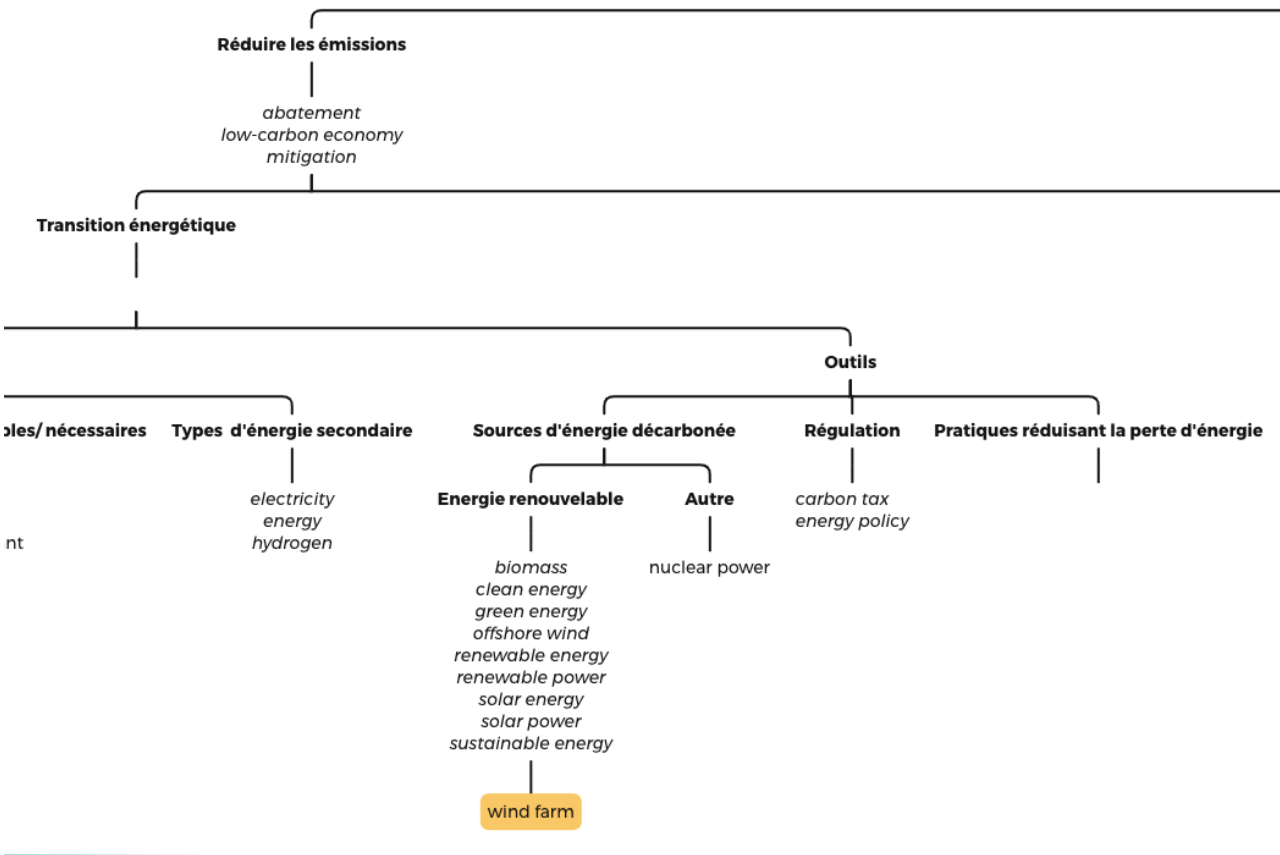 Réduire les émissions
abatement
low-carbon economy
mitigation
Transition énergétique
Outils
nécessaires
Types d'énergie secondaire
Sources d'énergie décarbonée
Régulation
Pratiques réduisant la perte d'énergie
electricity
energy
hydrogen
Energie renouvelable
Autre
carbon tax
energy policy
biomass
clean energy
green energy
offshore wind
renewable energy
renewable power
solar energy
solar power
sustainable energy
nuclear power
wind farm